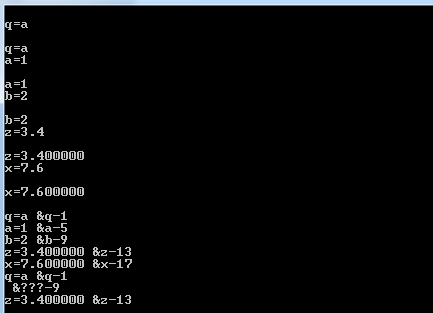 q=a
q=a
a=1
a=1
b=2
b=2
z=3.4
z=3.400000
x=7.6
x=7.600000
q=a &q-1
a=1 &a-5
b=2 &b-9
z=3.400000 &z-13
x=7.600000 &x-17
q=a &q-1
&???-9
z=3.400000 &z-13